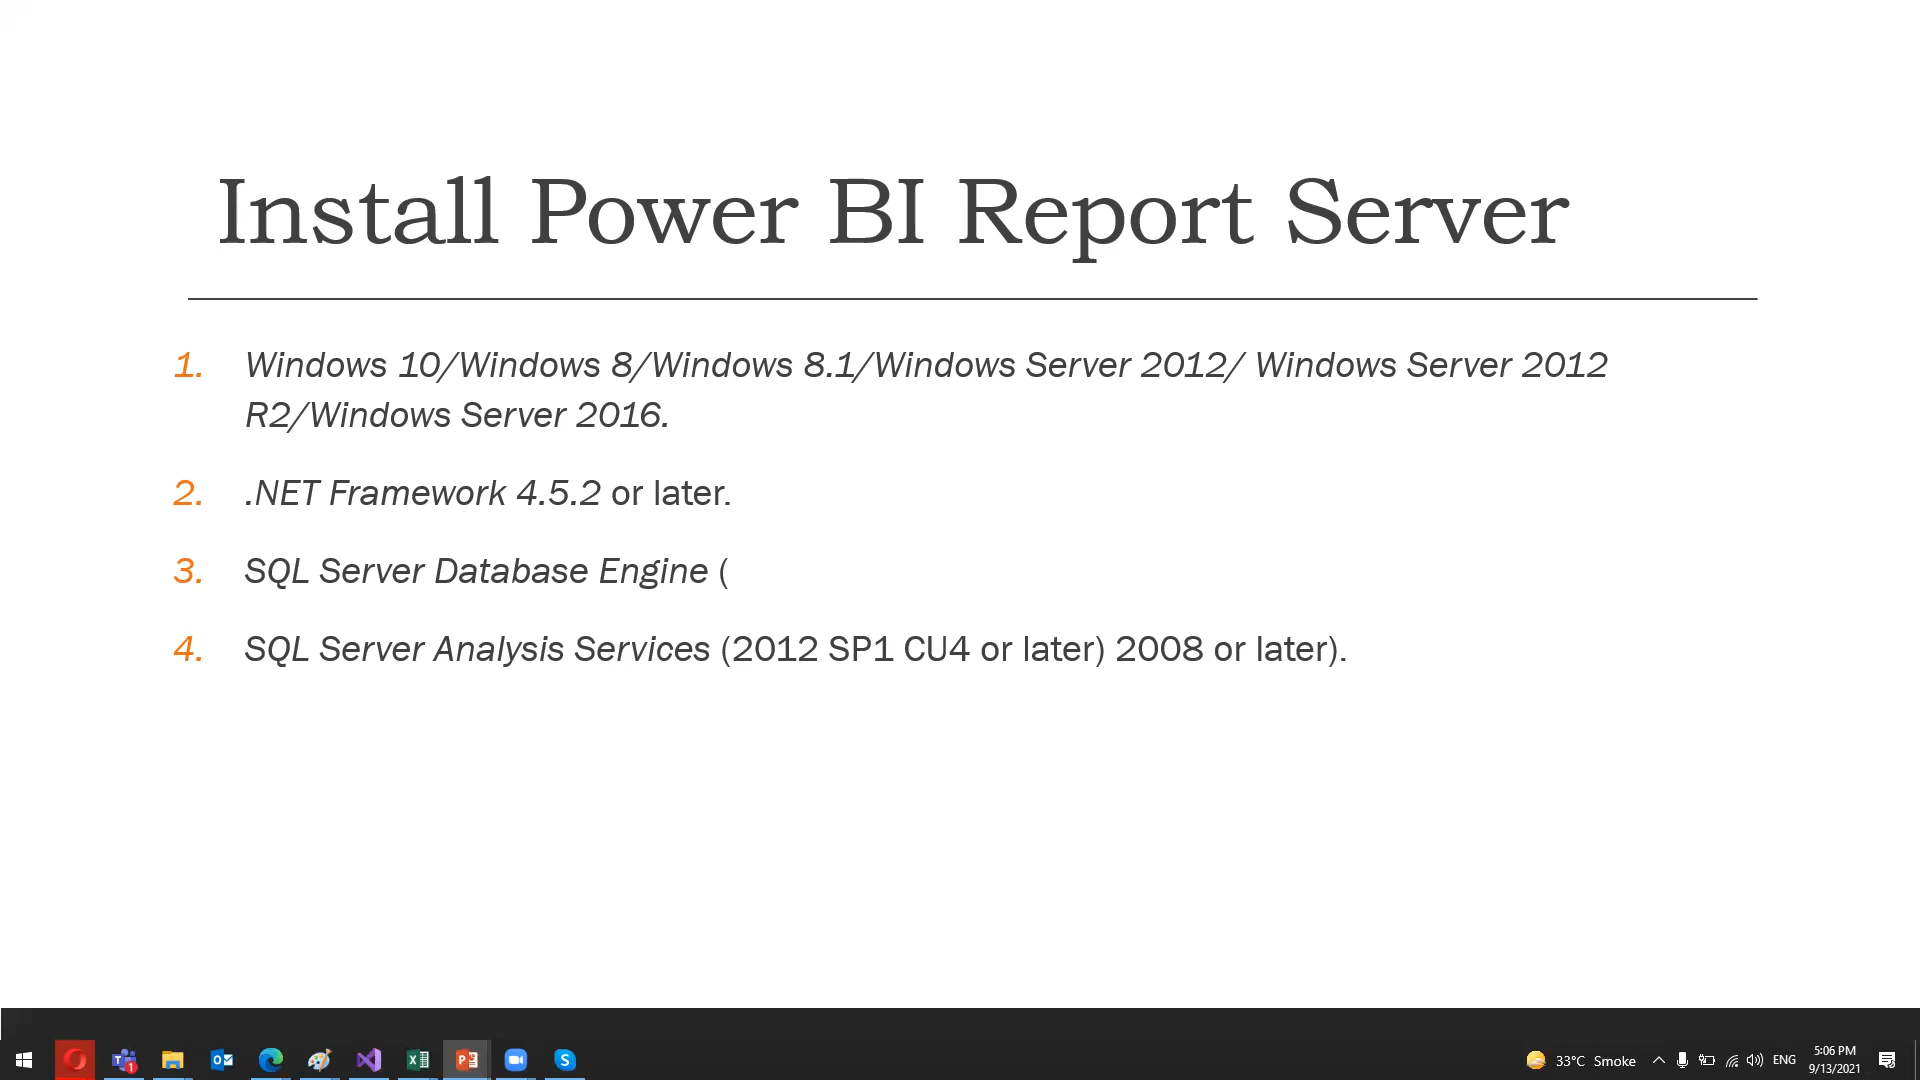 Install Power BI Report Server
1. Windows 10/Windows 8/Windows 8.1/Windows Server 2012/ Windows Server 2012
R2/Windows Server 2016.
2. .NET Framework 4.5.2 or later.
3. SQL Server Database Engine (
4. SQL Server Analysis Services (2012 SP1 CU4 or later) 2008 or later).
33°C Smoke
ENG
5:06 PM
9/13/2021